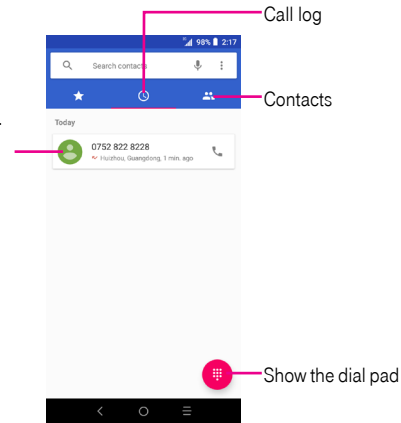 Call log
98% 2:17
Search contacts
Contacts
Today
0752 822 8228
Huizhou, Guangdong, 1 min. ago
Show the dial pad